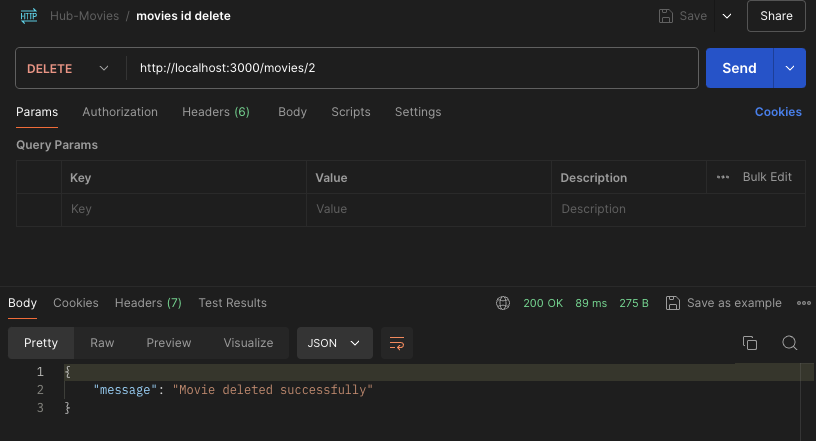 HTTP Hub-Movies / movies id delete Save Share
DELETE http://localhost:3000/movies/2 Send
Params Authorization Headers (6) Body Scripts Settings Cookies
Query Params
Key Value Description ••• Bulk Edit
Key Value Description
Body Cookies Headers (7) Test Results 200 OK 89 ms 275 B Save as example
Pretty Raw Preview Visualize JSON
1 {
2 "message": "Movie deleted successfully"
3 }